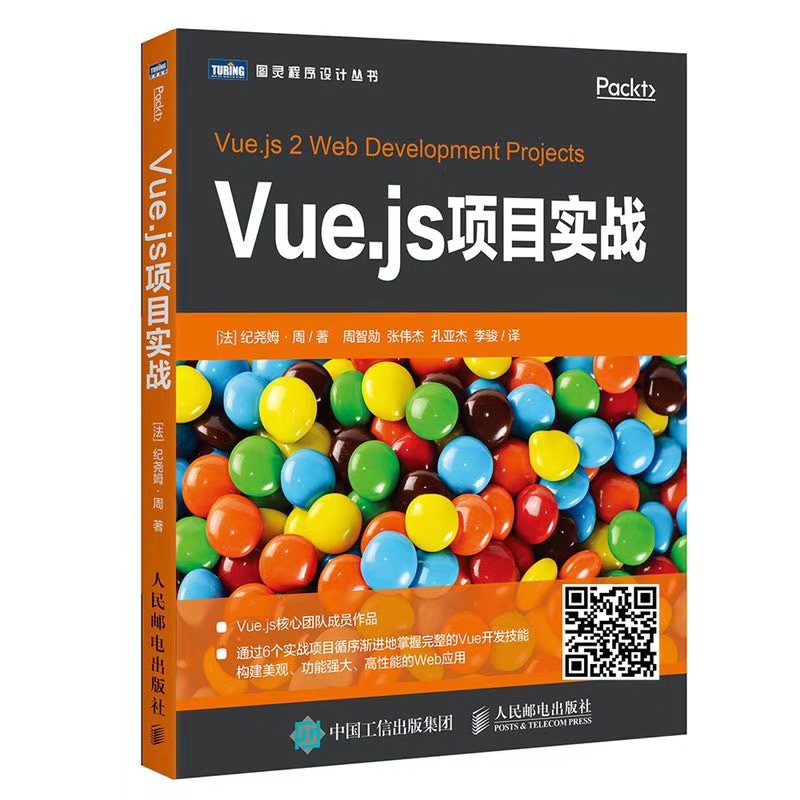 TURING
图灵程序设计丛书
Packt>
Vue.js 2 Web Development Projects
Vue.js项目实战
[法] 纪尧姆·周/著 周智勋 张伟杰 孔亚杰 李骏/译
Vue.js核心团队成员作品
通过6个实战项目循序渐进地掌握完整的Vue开发技能
构建美观、功能强大、高性能的Web应用
中国工信出版集团
人民邮电出版社
POSTS & TELECOM PRESS
TURING
Packt>
Vue.js项目实战
[法] 纪尧姆·周 著
人民邮电出版社